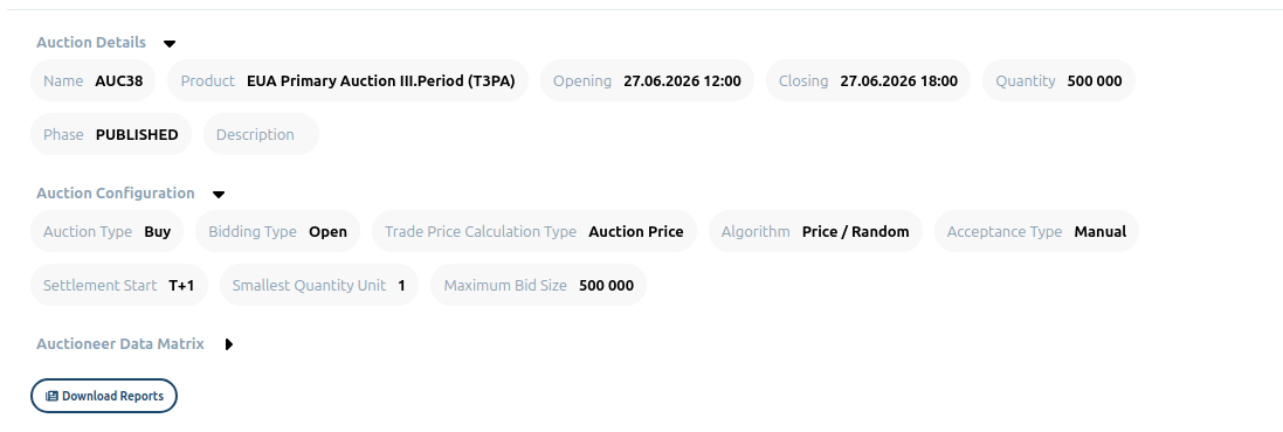 Auction Details
Name AUC38 Product EUA Primary Auction III.Period (T3PA) Opening 27.06.2026 12:00 Closing 27.06.2026 18:00 Quantity 500 000
Phase PUBLISHED Description
Auction Configuration
Auction Type Buy Bidding Type Open Trade Price Calculation Type Auction Price Algorithm Price / Random Acceptance Type Manual
Settlement Start T+1 Smallest Quantity Unit 1 Maximum Bid Size 500 000
Auctioneer Data Matrix
Download Reports